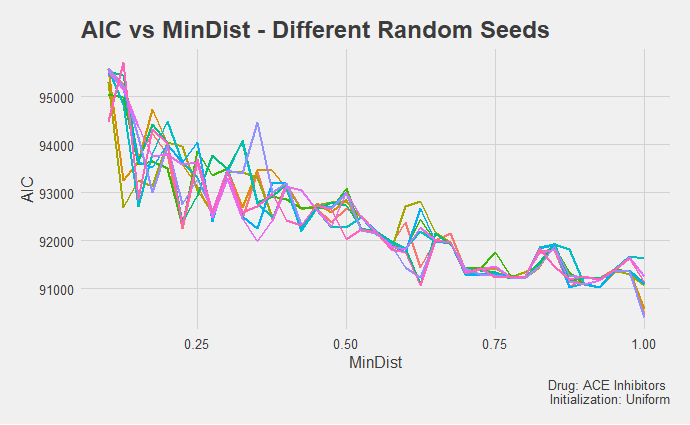 AIC vs MinDist - Different Random Seeds
95000
94000
93000
92000
91000
AIC
0.25
0.50
0.75
1.00
MinDist
Drug: ACE Inhibitors
Initialization: Uniform